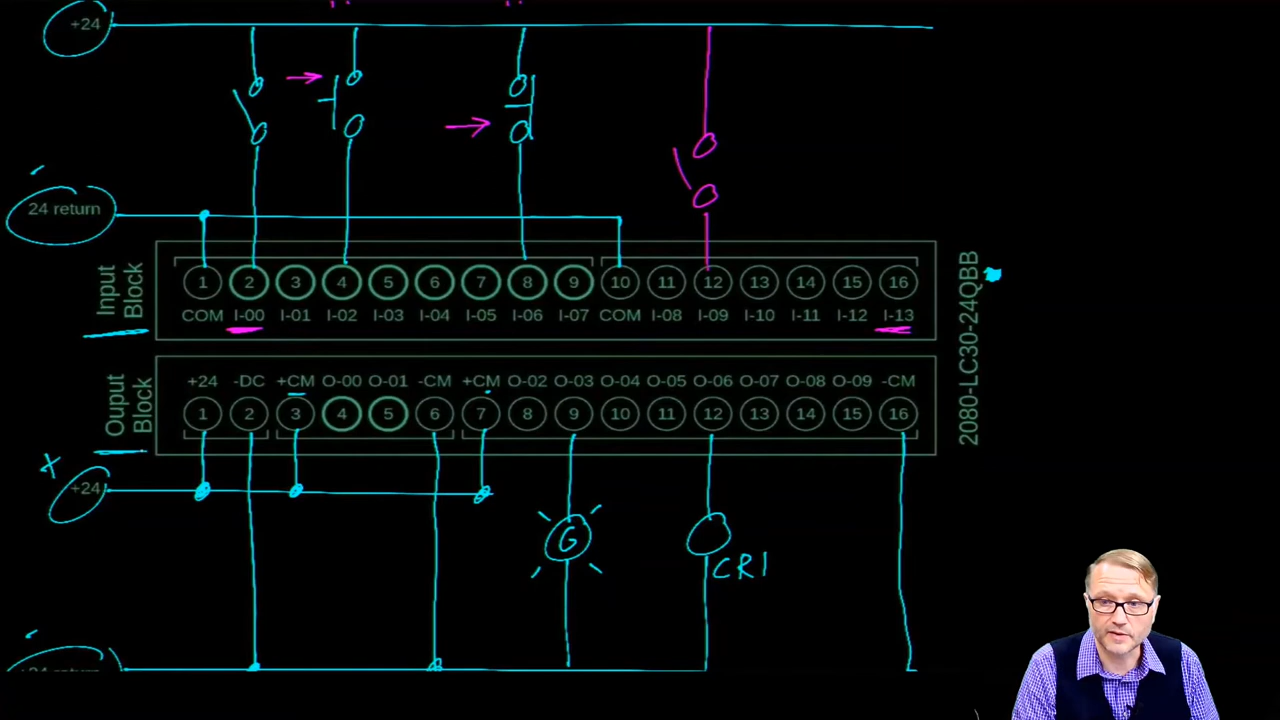 +24
24 return
Input
Block
1 2 3 4 5 6 7 8 9 10 11 12 13 14 15 16
COM I-00 I-01 I-02 I-03 I-04 I-05 I-06 I-07 COM I-08 I-09 I-10 I-11 I-12 I-13
2080-LC30-24QBB
Ouput
Block
+24 -DC +CM O-00 O-01 -CM +CM O-02 O-03 O-04 O-05 O-06 O-07 O-08 O-09 -CM
1 2 3 4 5 6 7 8 9 10 11 12 13 14 15 16
+
+24
G
CR1